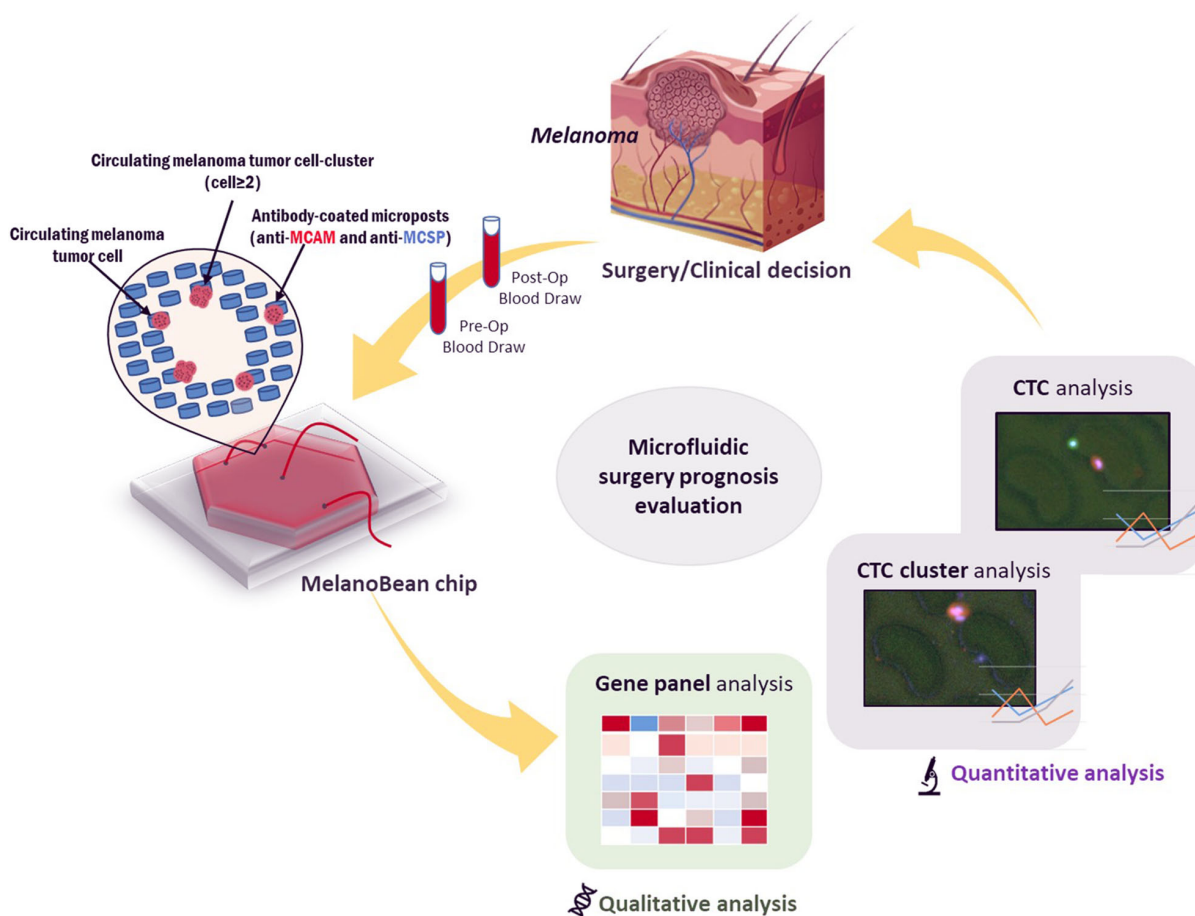 Melanoma
Surgery/Clinical decision
Circulating melanoma tumor cell-cluster
(cell≥2)
Antibody-coated microposts
(anti-MCAM and anti-MCSP)
Circulating melanoma
tumor cell
Post-Op
Blood Draw
Pre-Op
Blood Draw
MelanoBean chip
Microfluidic
surgery prognosis
evaluation
CTC analysis
CTC cluster analysis
Quantitative analysis
Gene panel analysis
Qualitative analysis